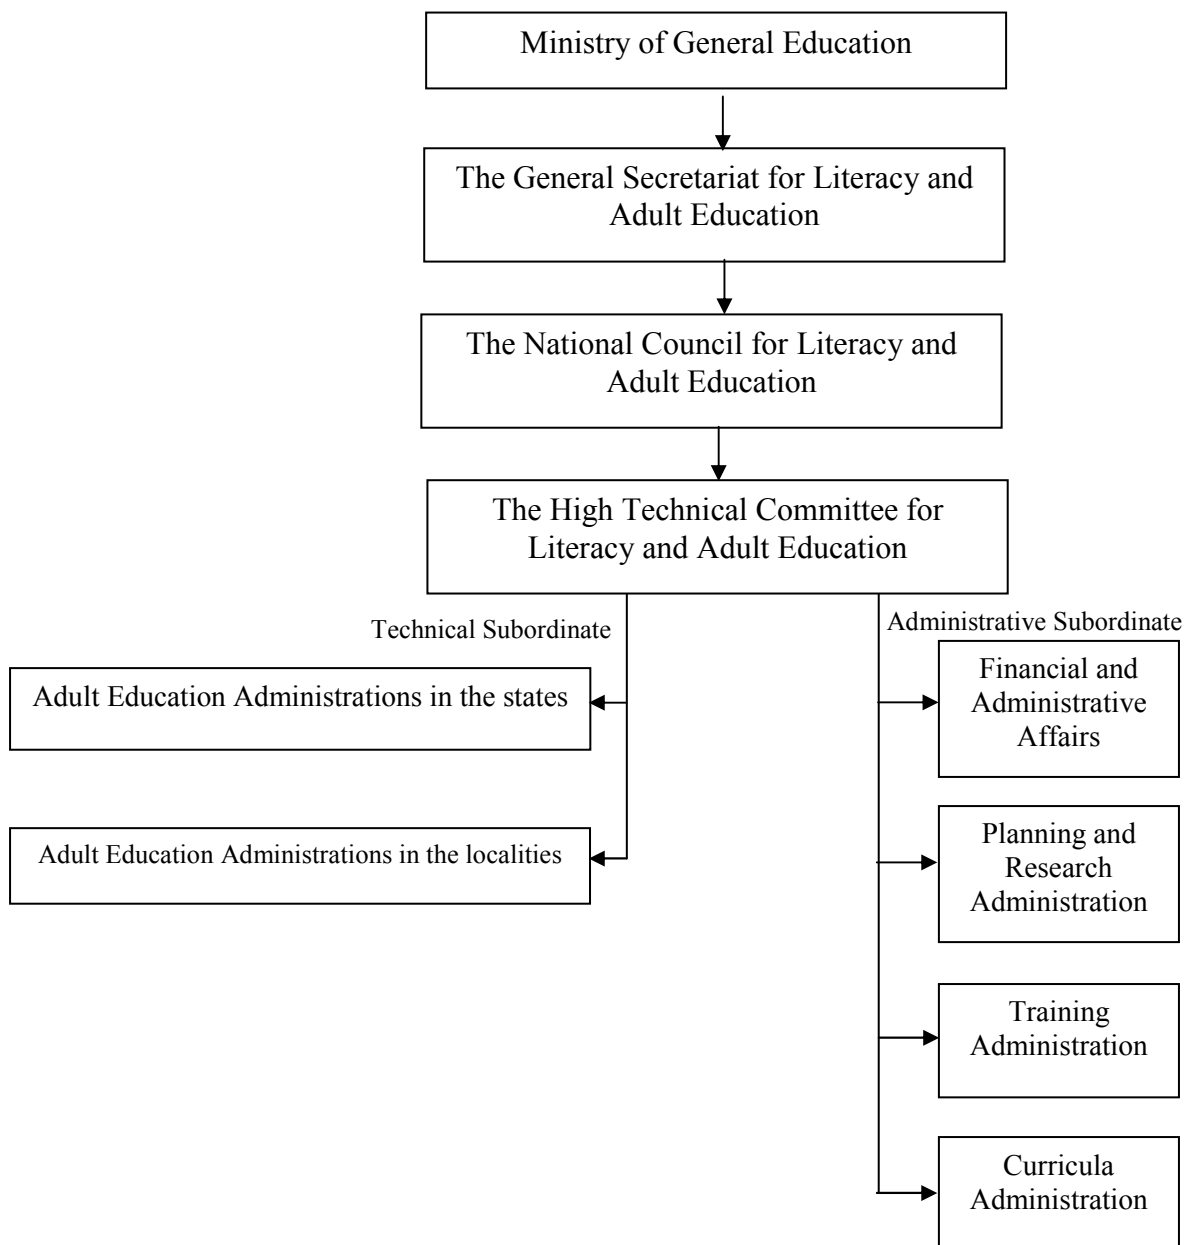 Ministry of General Education
The General Secretariat for Literacy and
Adult Education
The National Council for Literacy and
Adult Education
The High Technical Committee for
Literacy and Adult Education
Technical Subordinate
Adult Education Administrations in the states
Adult Education Administrations in the localities
Administrative Subordinate
Financial and
Administrative
Affairs
Planning and
Research
Administration
Training
Administration
Curricula
Administration